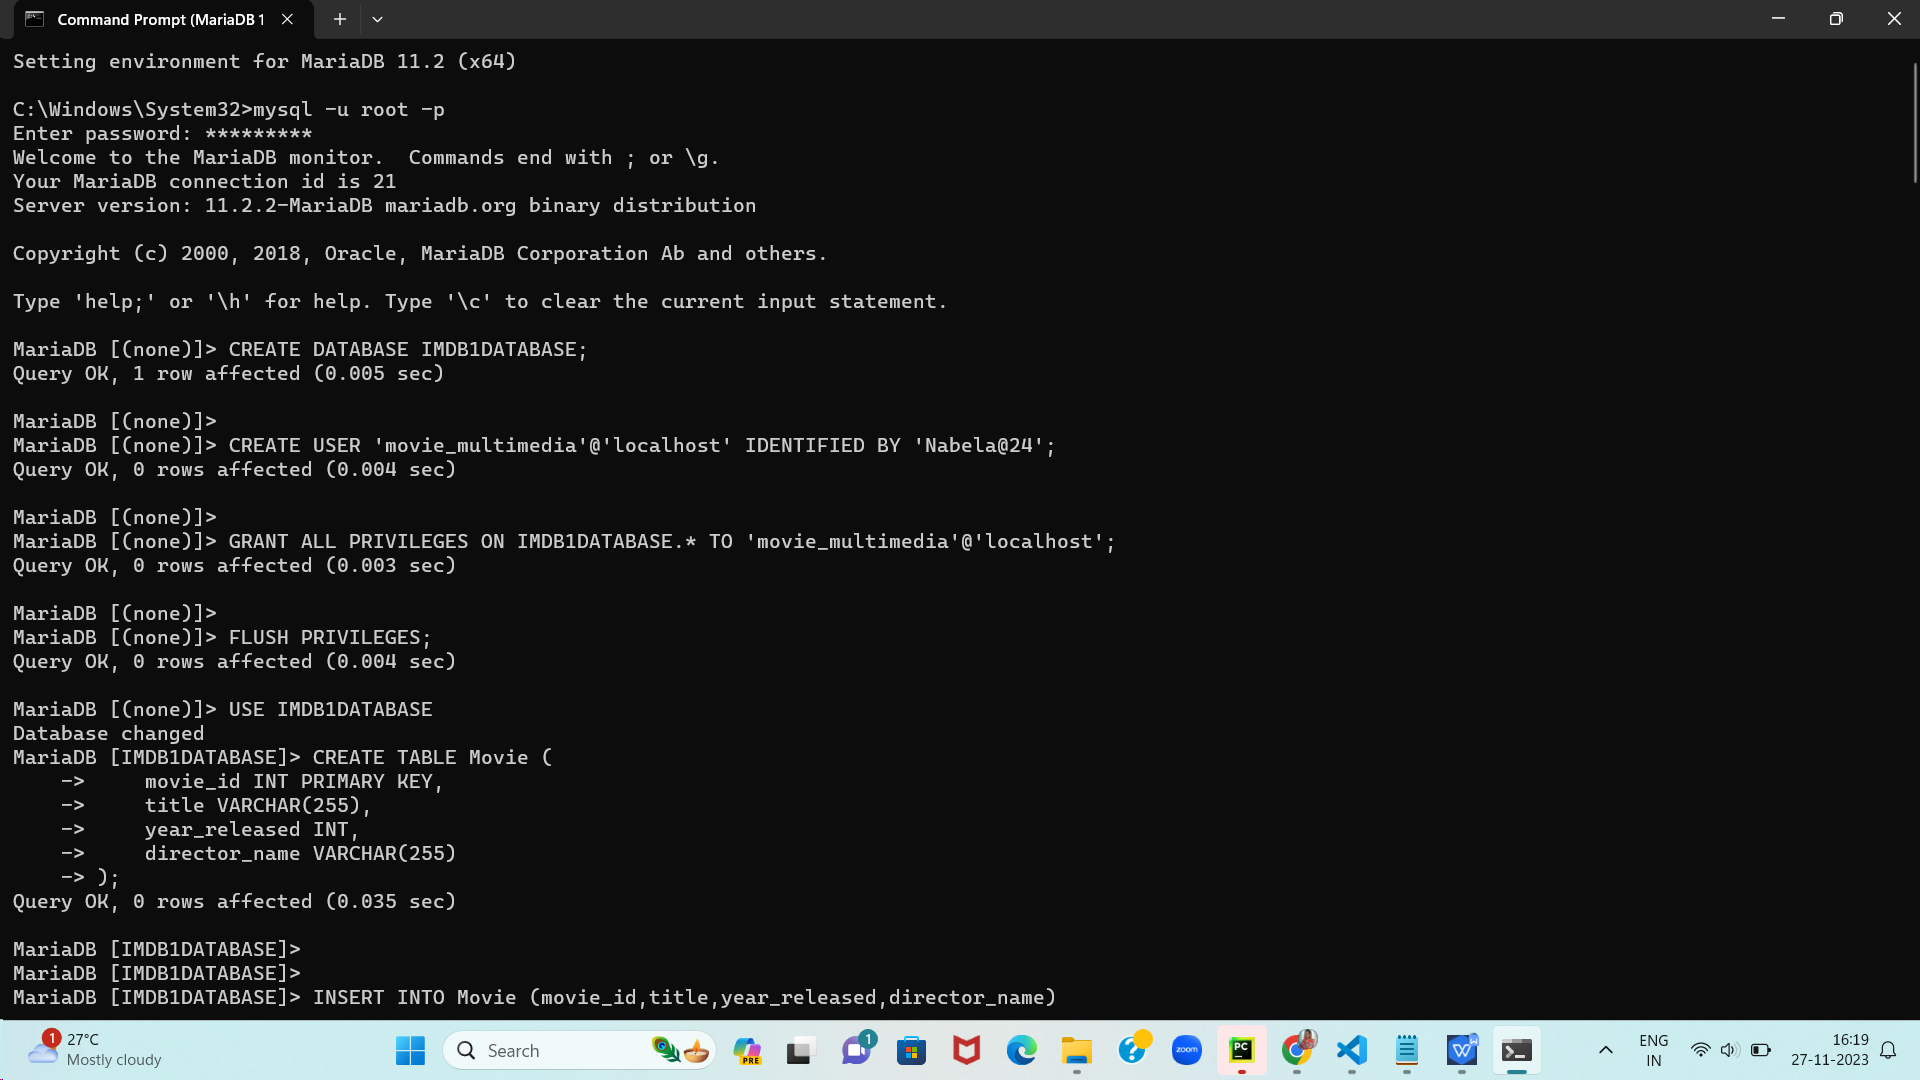 Command Prompt (MariaDB 1
Setting environment for MariaDB 11.2 (x64)
C:\Windows\System32>mysql -u root -p
Enter password: *********
Welcome to the MariaDB monitor.  Commands end with ; or \g.
Your MariaDB connection id is 21
Server version: 11.2.2-MariaDB mariadb.org binary distribution
Copyright (c) 2000, 2018, Oracle, MariaDB Corporation Ab and others.
Type 'help;' or '\h' for help. Type '\c' to clear the current input statement.
MariaDB [(none)]> CREATE DATABASE IMDB1DATABASE;
Query OK, 1 row affected (0.005 sec)
MariaDB [(none)]>
MariaDB [(none)]> CREATE USER 'movie_multimedia'@'localhost' IDENTIFIED BY 'Nabela@24';
Query OK, 0 rows affected (0.004 sec)
MariaDB [(none)]>
MariaDB [(none)]> GRANT ALL PRIVILEGES ON IMDB1DATABASE.* TO 'movie_multimedia'@'localhost';
Query OK, 0 rows affected (0.003 sec)
MariaDB [(none)]>
MariaDB [(none)]> FLUSH PRIVILEGES;
Query OK, 0 rows affected (0.004 sec)
MariaDB [(none)]> USE IMDB1DATABASE
Database changed
MariaDB [IMDB1DATABASE]> CREATE TABLE Movie (
    ->     movie_id INT PRIMARY KEY,
    ->     title VARCHAR(255),
    ->     year_released INT,
    ->     director_name VARCHAR(255)
    -> );
Query OK, 0 rows affected (0.035 sec)
MariaDB [IMDB1DATABASE]>
MariaDB [IMDB1DATABASE]>
MariaDB [IMDB1DATABASE]> INSERT INTO Movie (movie_id,title,year_released,director_name)
1
27°C
Mostly cloudy
Search
PRE
1
zoom
PC
W
ENG
IN
16:19
27-11-2023